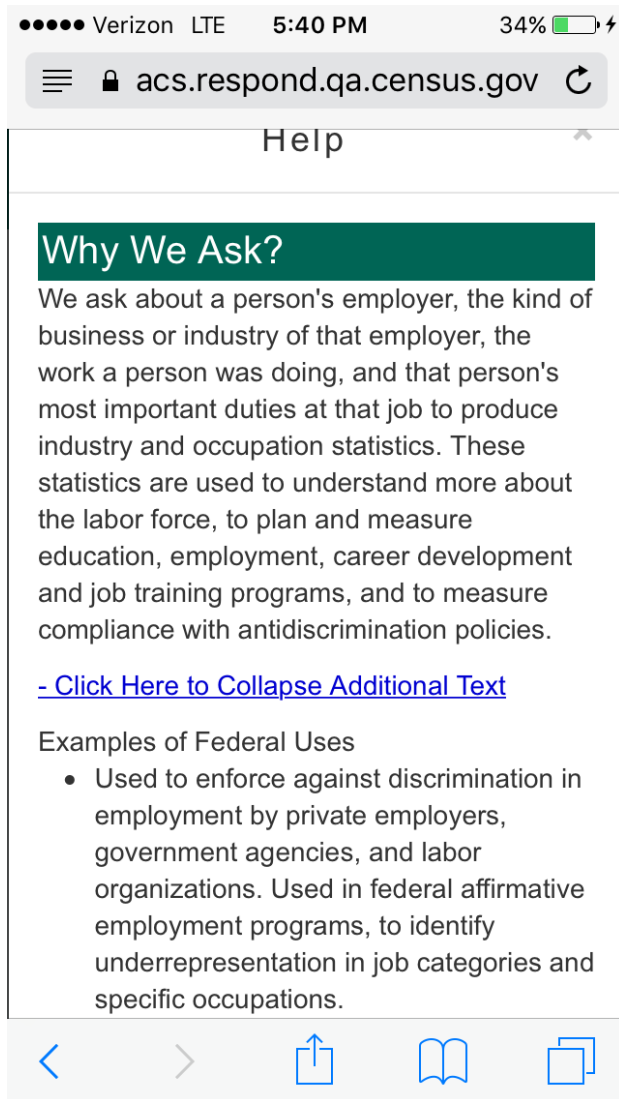 Verizon LTE 5:40 PM 34%
acs.respond.qa.census.gov
Help ×
Why We Ask?
We ask about a person's employer, the kind of
business or industry of that employer, the
work a person was doing, and that person's
most important duties at that job to produce
industry and occupation statistics. These
statistics are used to understand more about
the labor force, to plan and measure
education, employment, career development
and job training programs, and to measure
compliance with antidiscrimination policies.
- Click Here to Collapse Additional Text
Examples of Federal Uses
• Used to enforce against discrimination in
employment by private employers,
government agencies, and labor
organizations. Used in federal affirmative
employment programs, to identify
underrepresentation in job categories and
specific occupations.